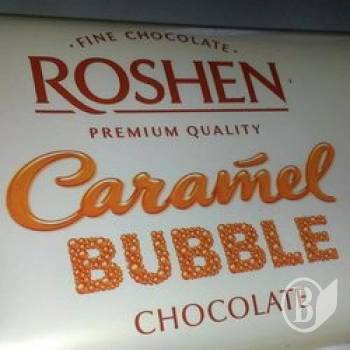 · FINE CHOCOLATE ·
ROSHEN
PREMIUM QUALITY
Caramel
BUBBLE
CHOCOLATE
B